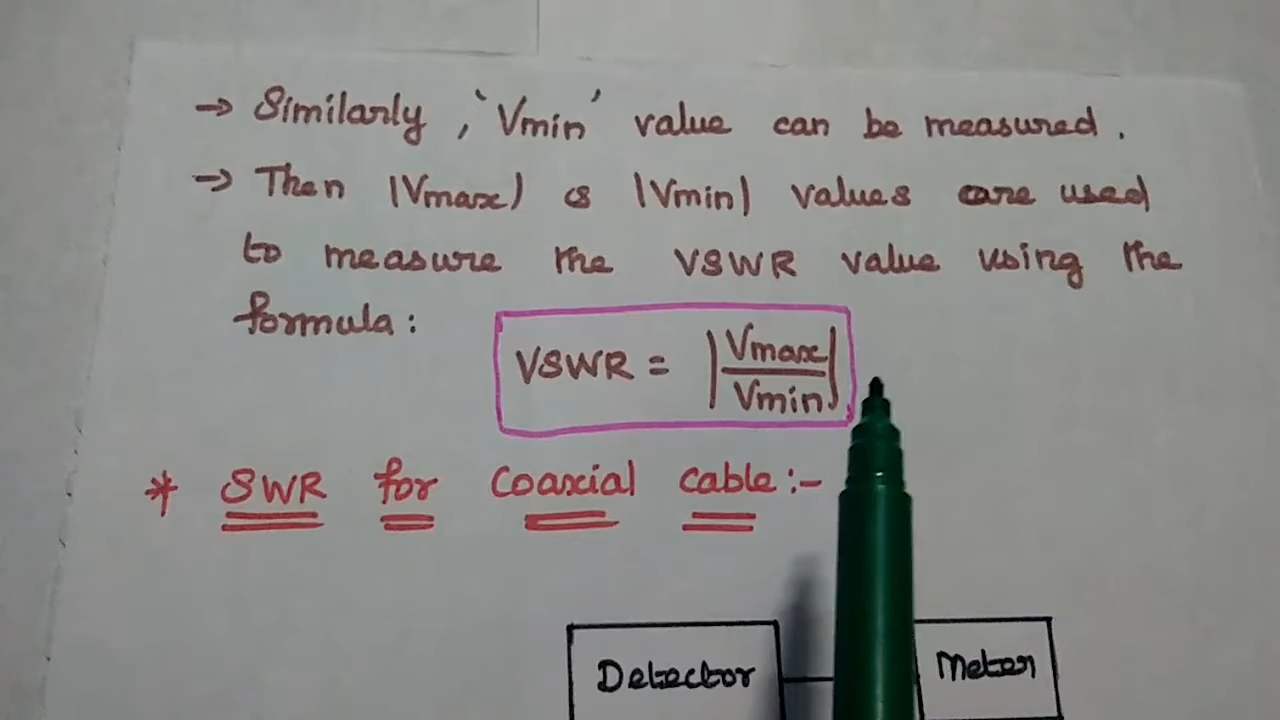 → Similarly, 'Vmin' value can be measured.
→ Then |Vmax| & |Vmin| values are used
to measure the VSWR value using the
formula:
VSWR = |Vmax/Vmin|
* SWR for coaxial cable:-
Detector
Meter